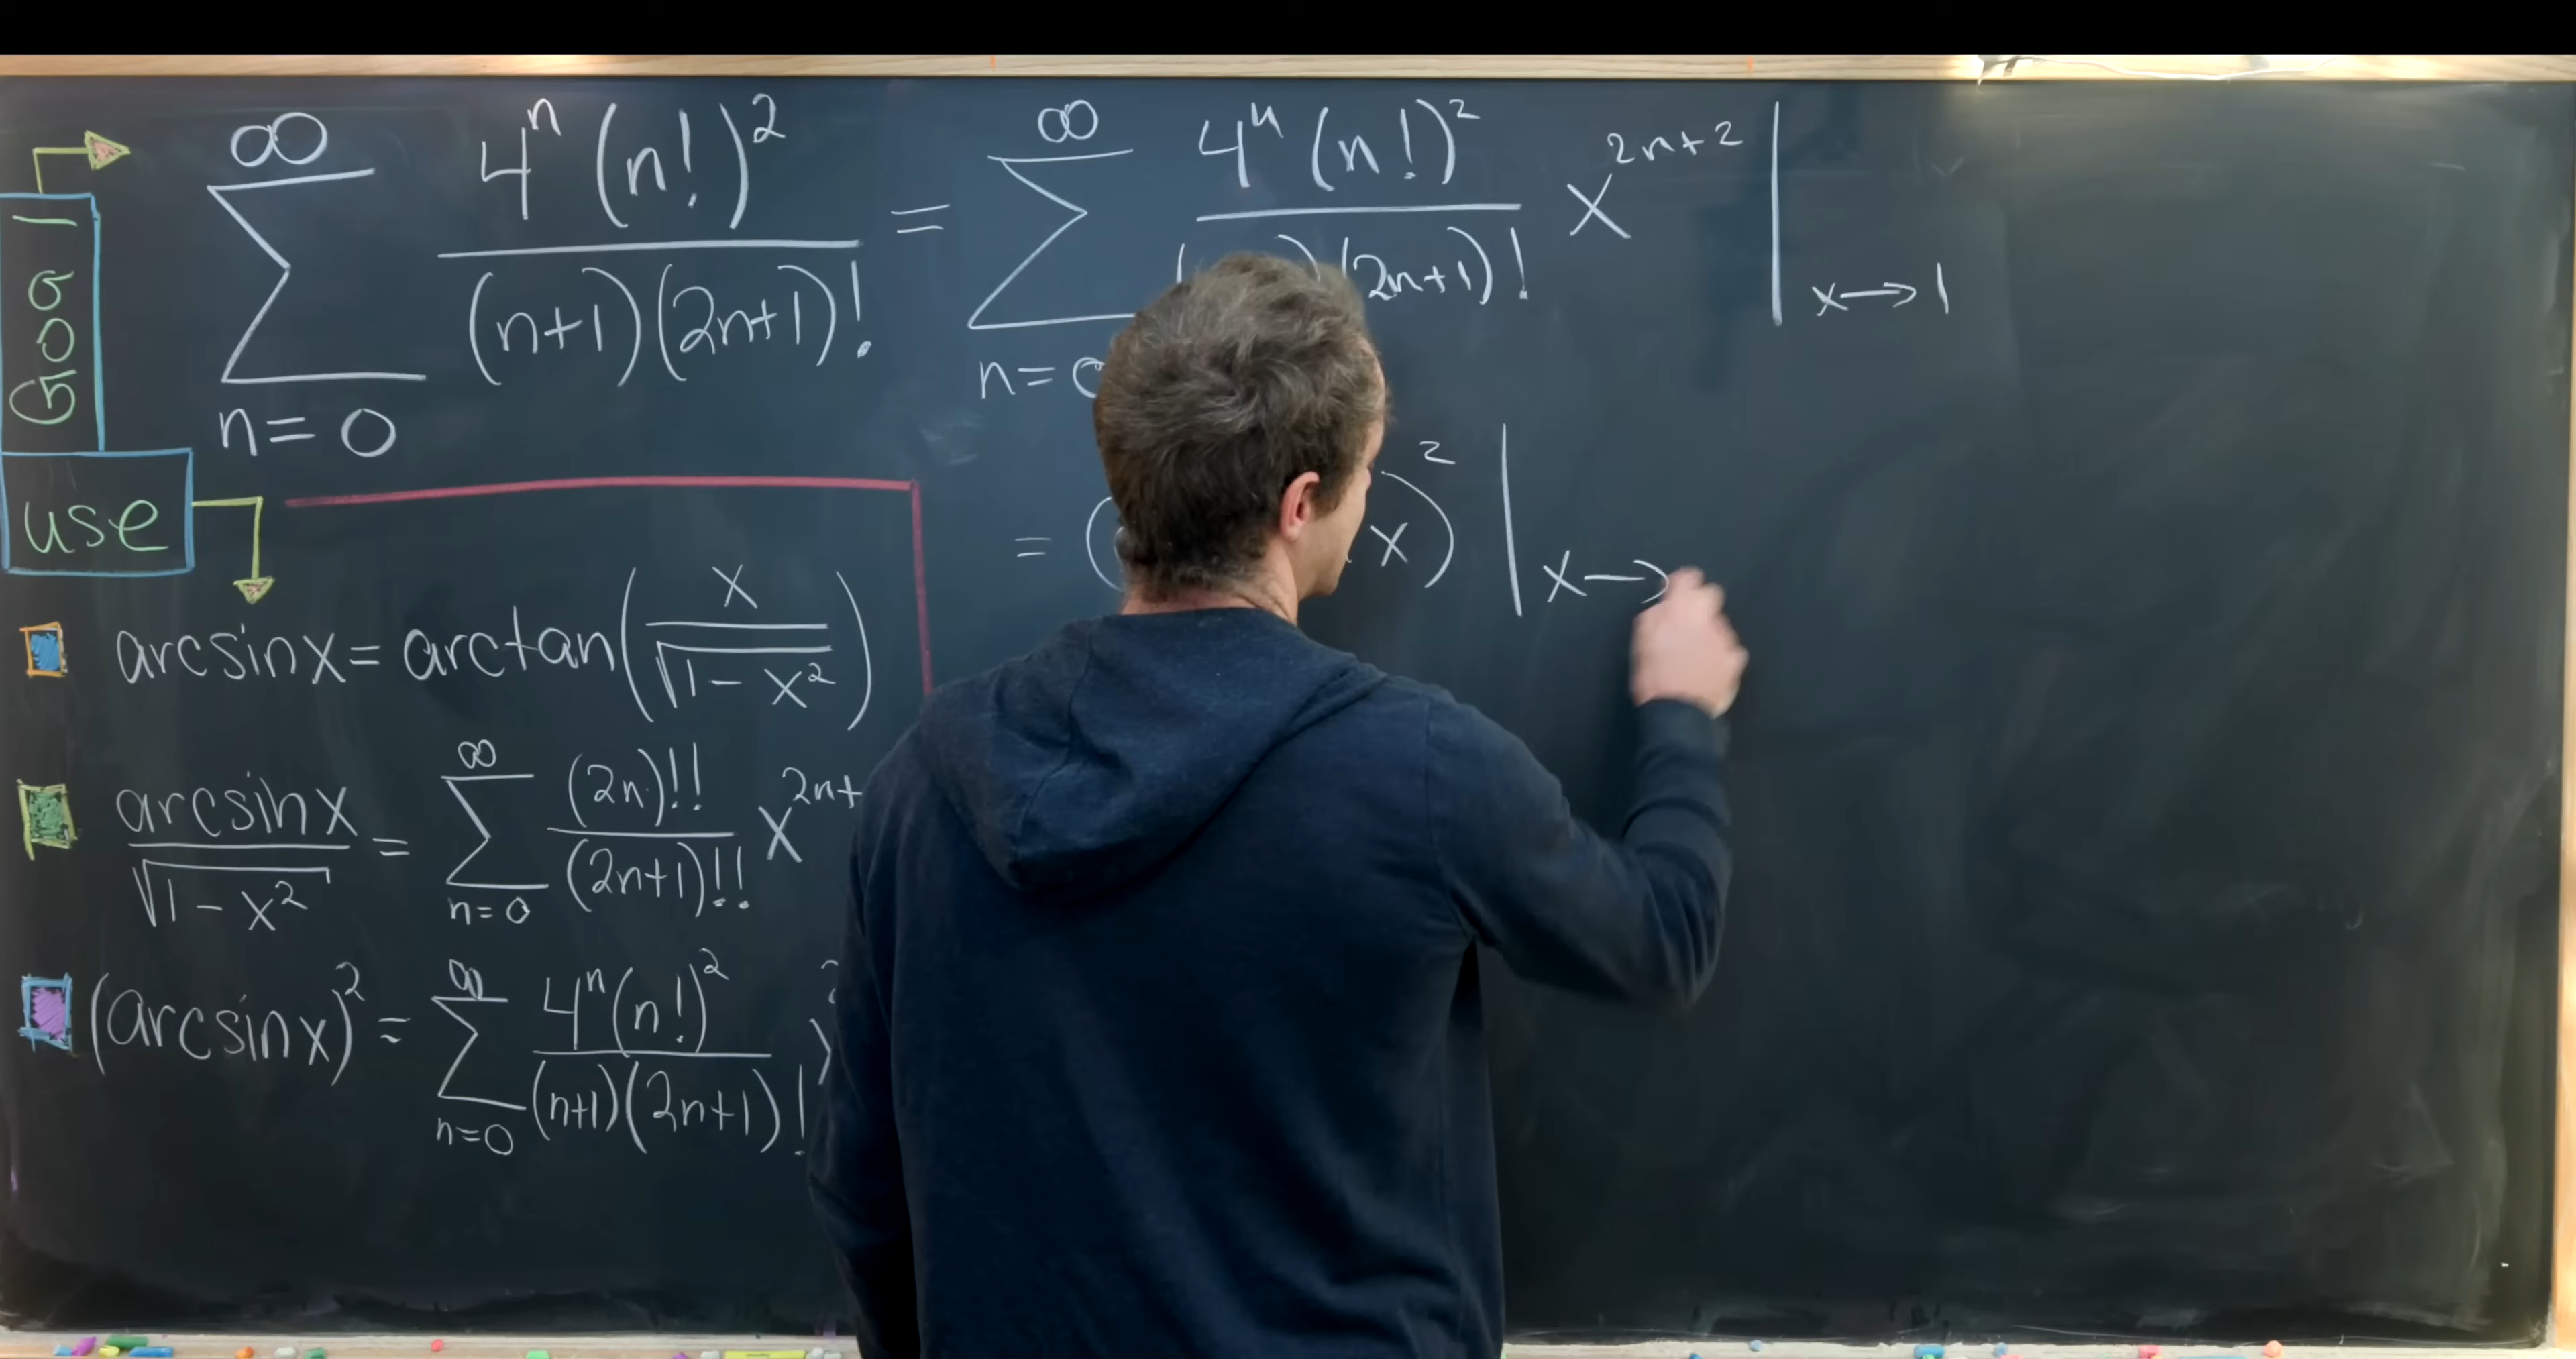 Goal
∞ ∑ n=0 4^n (n!)^2 / (n+1)(2n+1)! = ∞ ∑ n=0 4^n (n!)^2 / (2n+1)! x^{2n+2} | x→1
= ( x )^2 | x→
use
arcsinx = arctan(x / √1-x^2)
arcsinx / √1-x^2 = ∞ ∑ n=0 (2n)!! / (2n+1)!! x^{2n+
(arcsinx)^2 = ∞ ∑ n=0 4^n (n!)^2 / (n+1)(2n+1)!